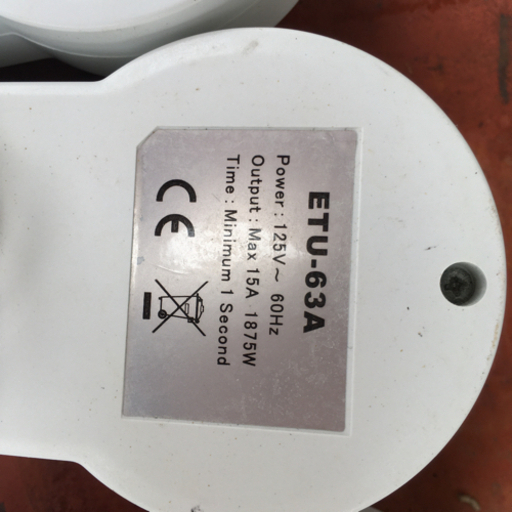 ETU-63A
Power : 125V～ 60Hz
Output : Max 15A 1875W
Time : Minimum 1 Second
CE